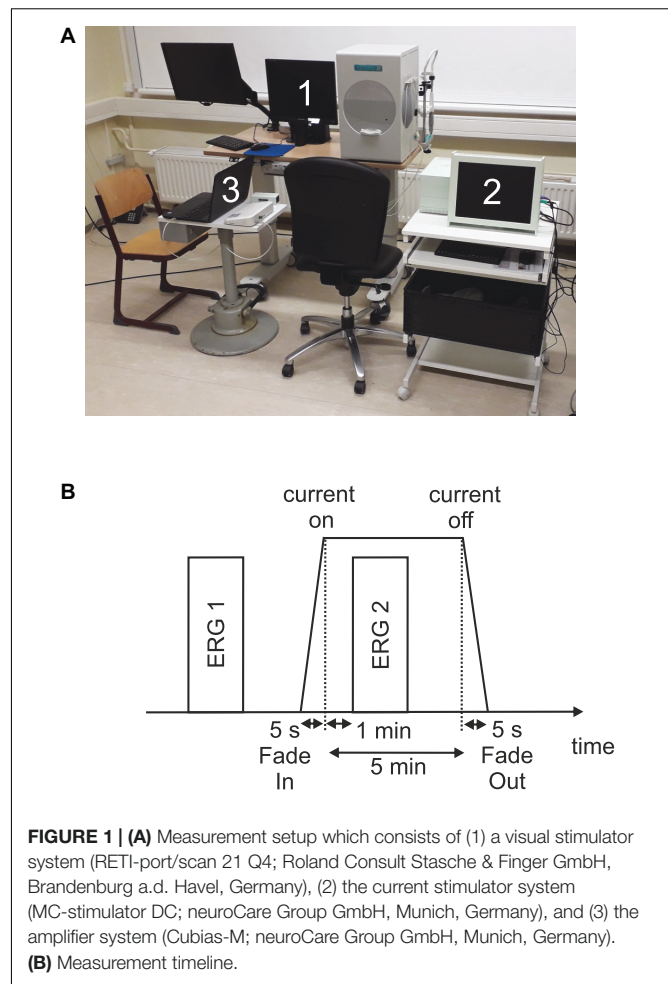 A
1
2
3
B
current on
current off
ERG 1
ERG 2
5 s Fade In
1 min
5 min
5 s Fade Out
time
FIGURE 1 | (A) Measurement setup which consists of (1) a visual stimulator
system (RETI-port/scan 21 Q4; Roland Consult Stasche & Finger GmbH,
Brandenburg a.d. Havel, Germany), (2) the current stimulator system
(MC-stimulator DC; neuroCare Group GmbH, Munich, Germany), and (3) the
amplifier system (Cubias-M; neuroCare Group GmbH, Munich, Germany).
(B) Measurement timeline.